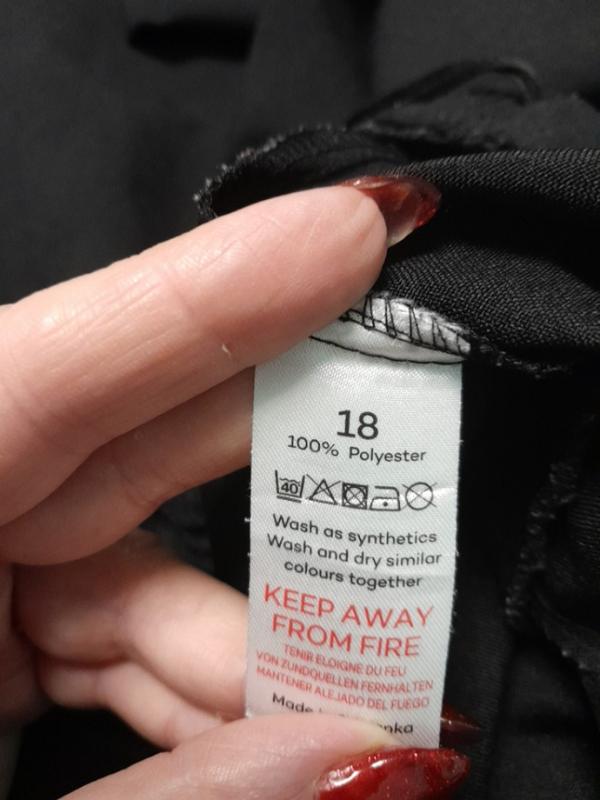 18
100% Polyester
40
Wash as synthetics
Wash and dry similar
colours together
KEEP AWAY
FROM FIRE
TENIR ELOIGNE DU FEU
VON ZUNDQUELLEN FERNHALTEN
MANTENER ALEJADO DEL FUEGO
Made